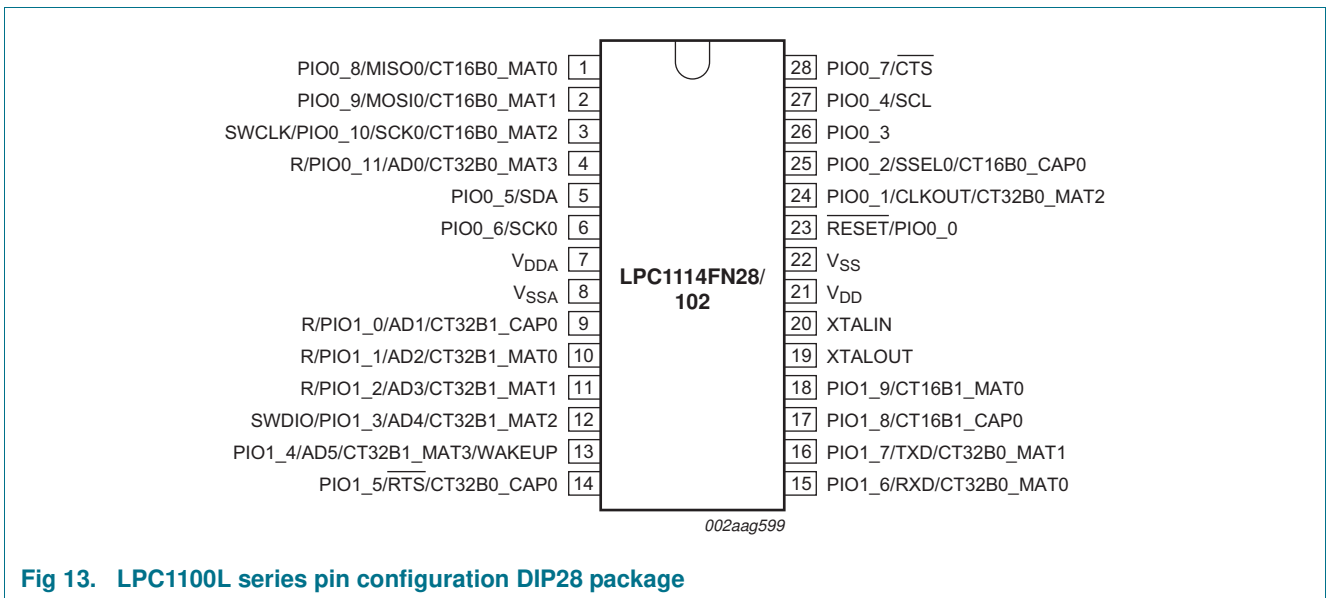 PIO0_8/MISO0/CT16B0_MAT0 1
PIO0_9/MOSI0/CT16B0_MAT1 2
SWCLK/PIO0_10/SCK0/CT16B0_MAT2 3
R/PIO0_11/AD0/CT32B0_MAT3 4
PIO0_5/SDA 5
PIO0_6/SCK0 6
VDDA 7
VSSA 8
R/PIO1_0/AD1/CT32B1_CAP0 9
R/PIO1_1/AD2/CT32B1_MAT0 10
R/PIO1_2/AD3/CT32B1_MAT1 11
SWDIO/PIO1_3/AD4/CT32B1_MAT2 12
PIO1_4/AD5/CT32B1_MAT3/WAKEUP 13
PIO1_5/RTS/CT32B0_CAP0 14
LPC1114FN28/
102
28 PIO0_7/CTS
27 PIO0_4/SCL
26 PIO0_3
25 PIO0_2/SSEL0/CT16B0_CAP0
24 PIO0_1/CLKOUT/CT32B0_MAT2
23 RESET/PIO0_0
22 VSS
21 VDD
20 XTALIN
19 XTALOUT
18 PIO1_9/CT16B1_MAT0
17 PIO1_8/CT16B1_CAP0
16 PIO1_7/TXD/CT32B0_MAT1
15 PIO1_6/RXD/CT32B0_MAT0
002aag599
Fig 13. LPC1100L series pin configuration DIP28 package